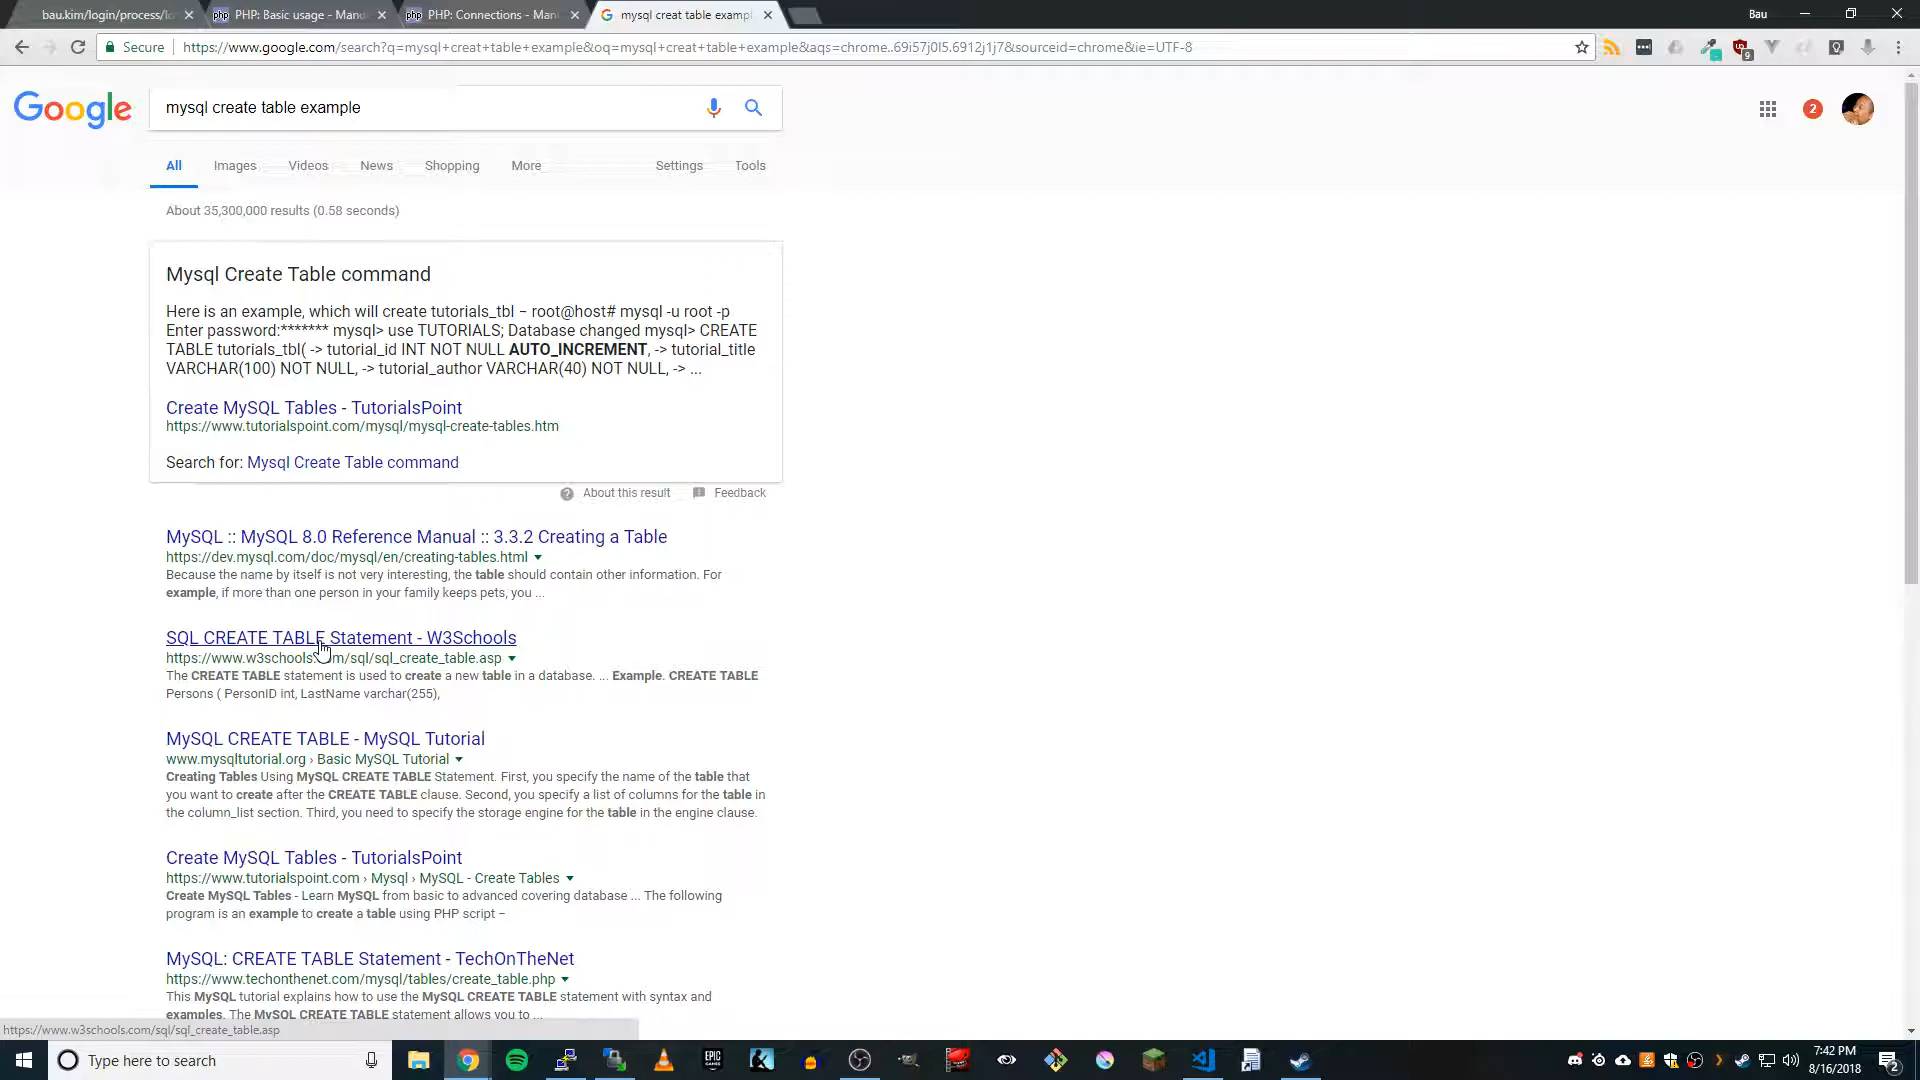 bau.kim/login/process/lo
PHP: Basic usage - Manu
PHP: Connections - Man
mysql creat table exampl
Bau
Secure
https://www.google.com/search?q=mysql+creat+table+example&oq=mysql+creat+table+example&aqs=chrome..69i57j0l5.6912j1j7&sourceid=chrome&ie=UTF-8
9
Google
mysql create table example
2
All Images Videos News Shopping More Settings Tools
About 35,300,000 results (0.58 seconds)
Mysql Create Table command
Here is an example, which will create tutorials_tbl − root@host# mysql -u root -p
Enter password:******* mysql> use TUTORIALS; Database changed mysql> CREATE
TABLE tutorials_tbl( -> tutorial_id INT NOT NULL AUTO_INCREMENT, -> tutorial_title
VARCHAR(100) NOT NULL, -> tutorial_author VARCHAR(40) NOT NULL, -> ...
Create MySQL Tables - TutorialsPoint
https://www.tutorialspoint.com/mysql/mysql-create-tables.htm
Search for: Mysql Create Table command
About this result Feedback
MySQL :: MySQL 8.0 Reference Manual :: 3.3.2 Creating a Table
https://dev.mysql.com/doc/mysql/en/creating-tables.html
Because the name by itself is not very interesting, the table should contain other information. For
example, if more than one person in your family keeps pets, you ...
SQL CREATE TABLE Statement - W3Schools
https://www.w3schools.com/sql/sql_create_table.asp
The CREATE TABLE statement is used to create a new table in a database. ... Example. CREATE TABLE
Persons ( PersonID int, LastName varchar(255),
MySQL CREATE TABLE - MySQL Tutorial
www.mysqltutorial.org › Basic MySQL Tutorial
Creating Tables Using MySQL CREATE TABLE Statement. First, you specify the name of the table that
you want to create after the CREATE TABLE clause. Second, you specify a list of columns for the table in
the column_list section. Third, you need to specify the storage engine for the table in the engine clause.
Create MySQL Tables - TutorialsPoint
https://www.tutorialspoint.com › Mysql › MySQL - Create Tables
Create MySQL Tables - Learn MySQL from basic to advanced covering database ... The following
program is an example to create a table using PHP script −
MySQL: CREATE TABLE Statement - TechOnTheNet
https://www.techonthenet.com/mysql/tables/create_table.php
This MySQL tutorial explains how to use the MySQL CREATE TABLE statement with syntax and
examples. The MySQL CREATE TABLE statement allows you to ...
https://www.w3schools.com/sql/sql_create_table.asp
Type here to search
EPIC
GAMES
7:42 PM
8/16/2018
2